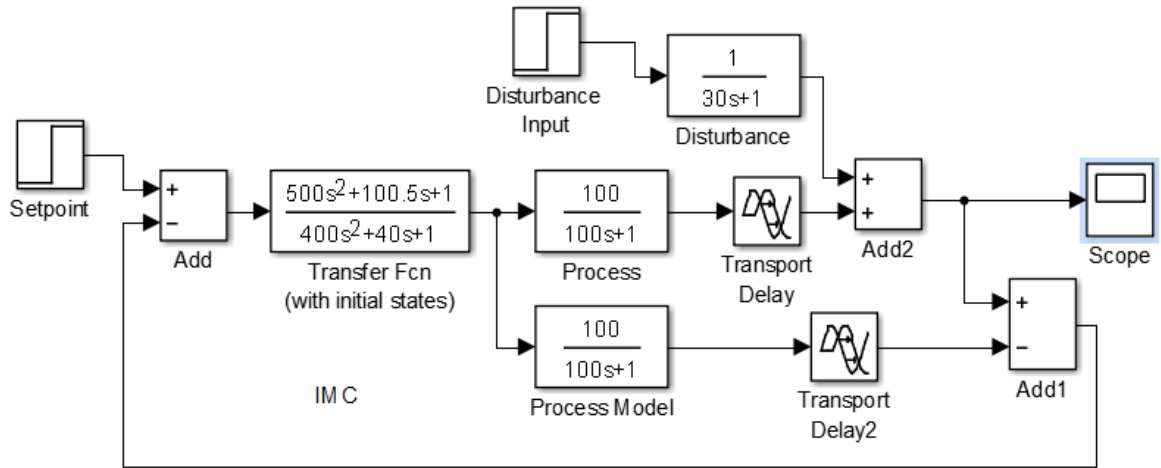 Disturbance
Input
1
30s+1
Disturbance
Setpoint
+
−
Add
500s²+100.5s+1
400s²+40s+1
Transfer Fcn
(with initial states)
100
100s+1
Process
Transport
Delay
+
+
Add2
Scope
100
100s+1
Process Model
Transport
Delay2
+
−
Add1
IMC